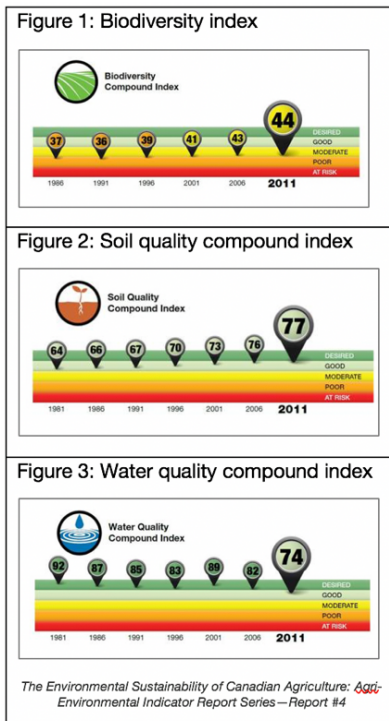 Figure 1: Biodiversity index
Biodiversity
Compound Index
37 36 39 41 43 44
DESIRED
GOOD
MODERATE
POOR
AT RISK
1986 1991 1996 2001 2006 2011
Figure 2: Soil quality compound index
Soil Quality
Compound Index
64 66 67 70 73 76 77
DESIRED
GOOD
MODERATE
POOR
AT RISK
1981 1986 1991 1996 2001 2006 2011
Figure 3: Water quality compound index
Water Quality
Compound Index
92 87 85 83 89 82 74
DESIRED
GOOD
MODERATE
POOR
AT RISK
1981 1986 1991 1996 2001 2006 2011
The Environmental Sustainability of Canadian Agriculture: Agri-
Environmental Indicator Report Series—Report #4